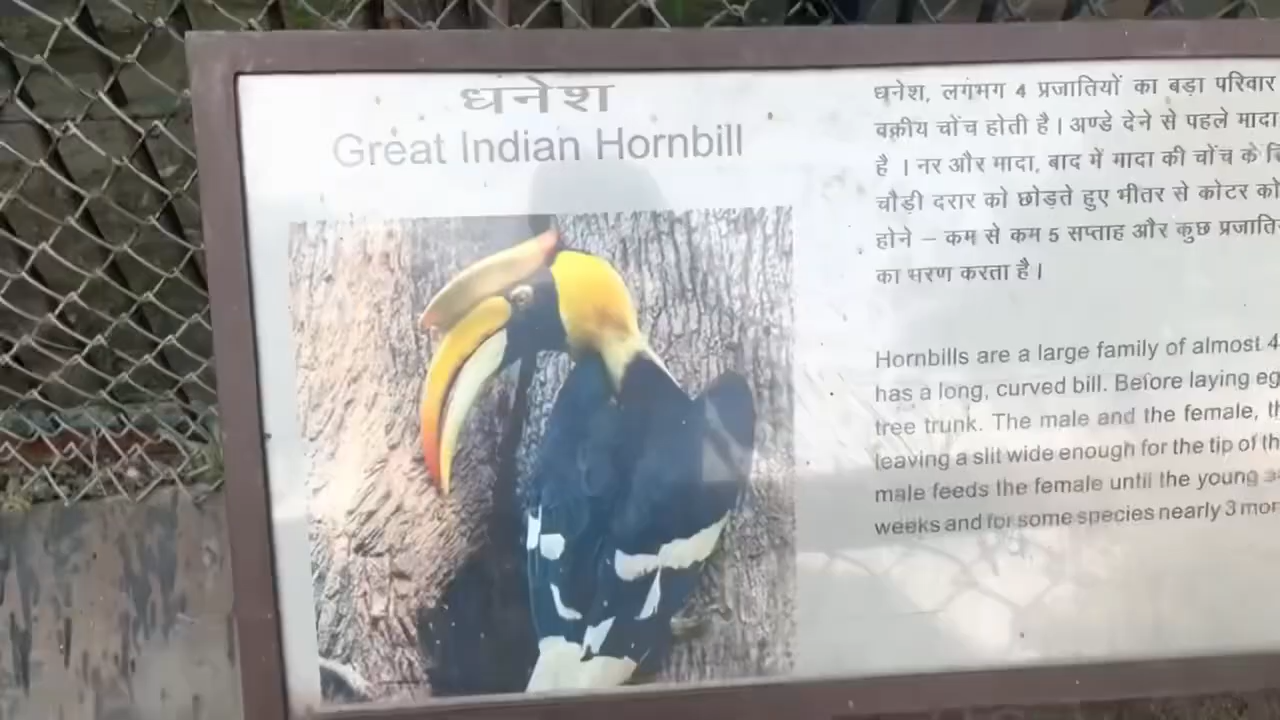 धनेश
Great Indian Hornbill
धनेश, लगभग 4 प्रजातियों का बड़ा परिवार
वक्रीय चोंच होती है। अण्डे देने से पहले मादा
है । नर और मादा, बाद में मादा की चोंच के
चौड़ी दरार को छोड़ते हुए भीतर से कोटर को
होने – कम से कम 5 सप्ताह और कुछ
का भरण करता है।
Hornbills are a large family of almost 4
has a long, curved bill. Before laying
tree trunk. The male and the female,
leaving a slit wide enough for the tip of
male feeds the female until the young
weeks and for some species nearly 3